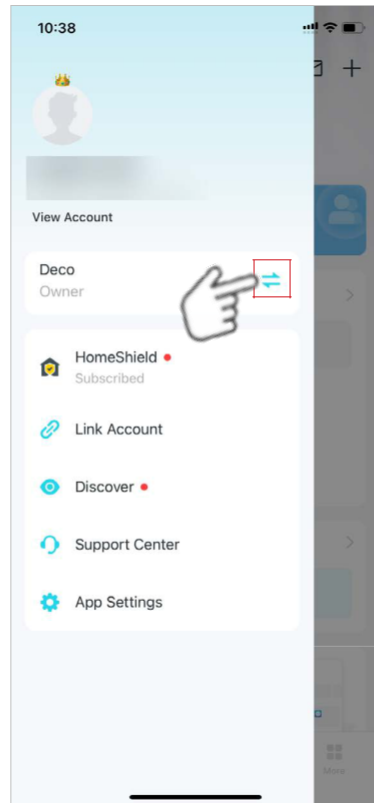 10:38
View Account
Deco
Owner
HomeShield
Subscribed
Link Account
Discover
Support Center
App Settings
More